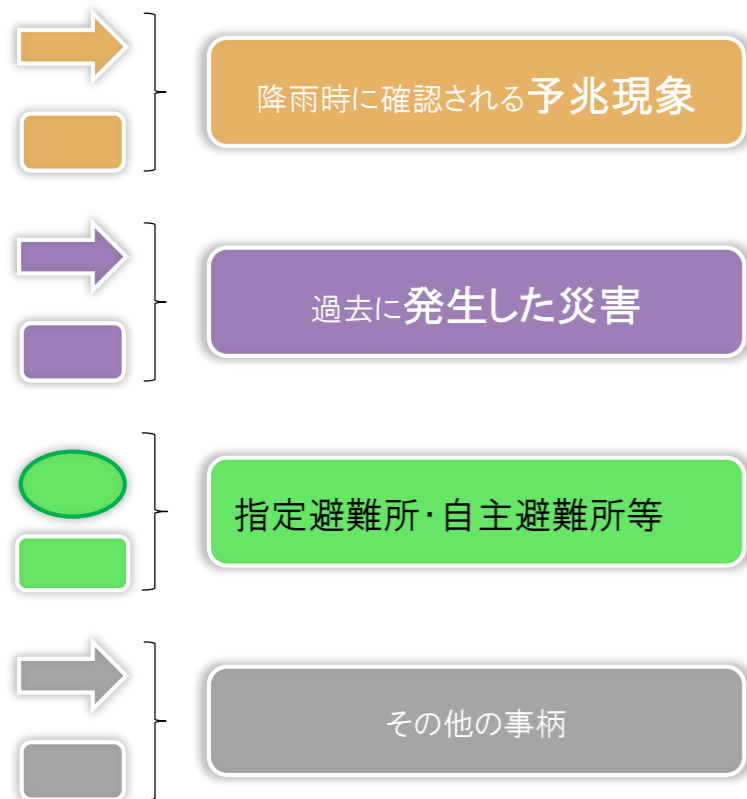 降雨時に確認される予兆現象
過去に発生した災害
指定避難所・自主避難所等
その他の事柄